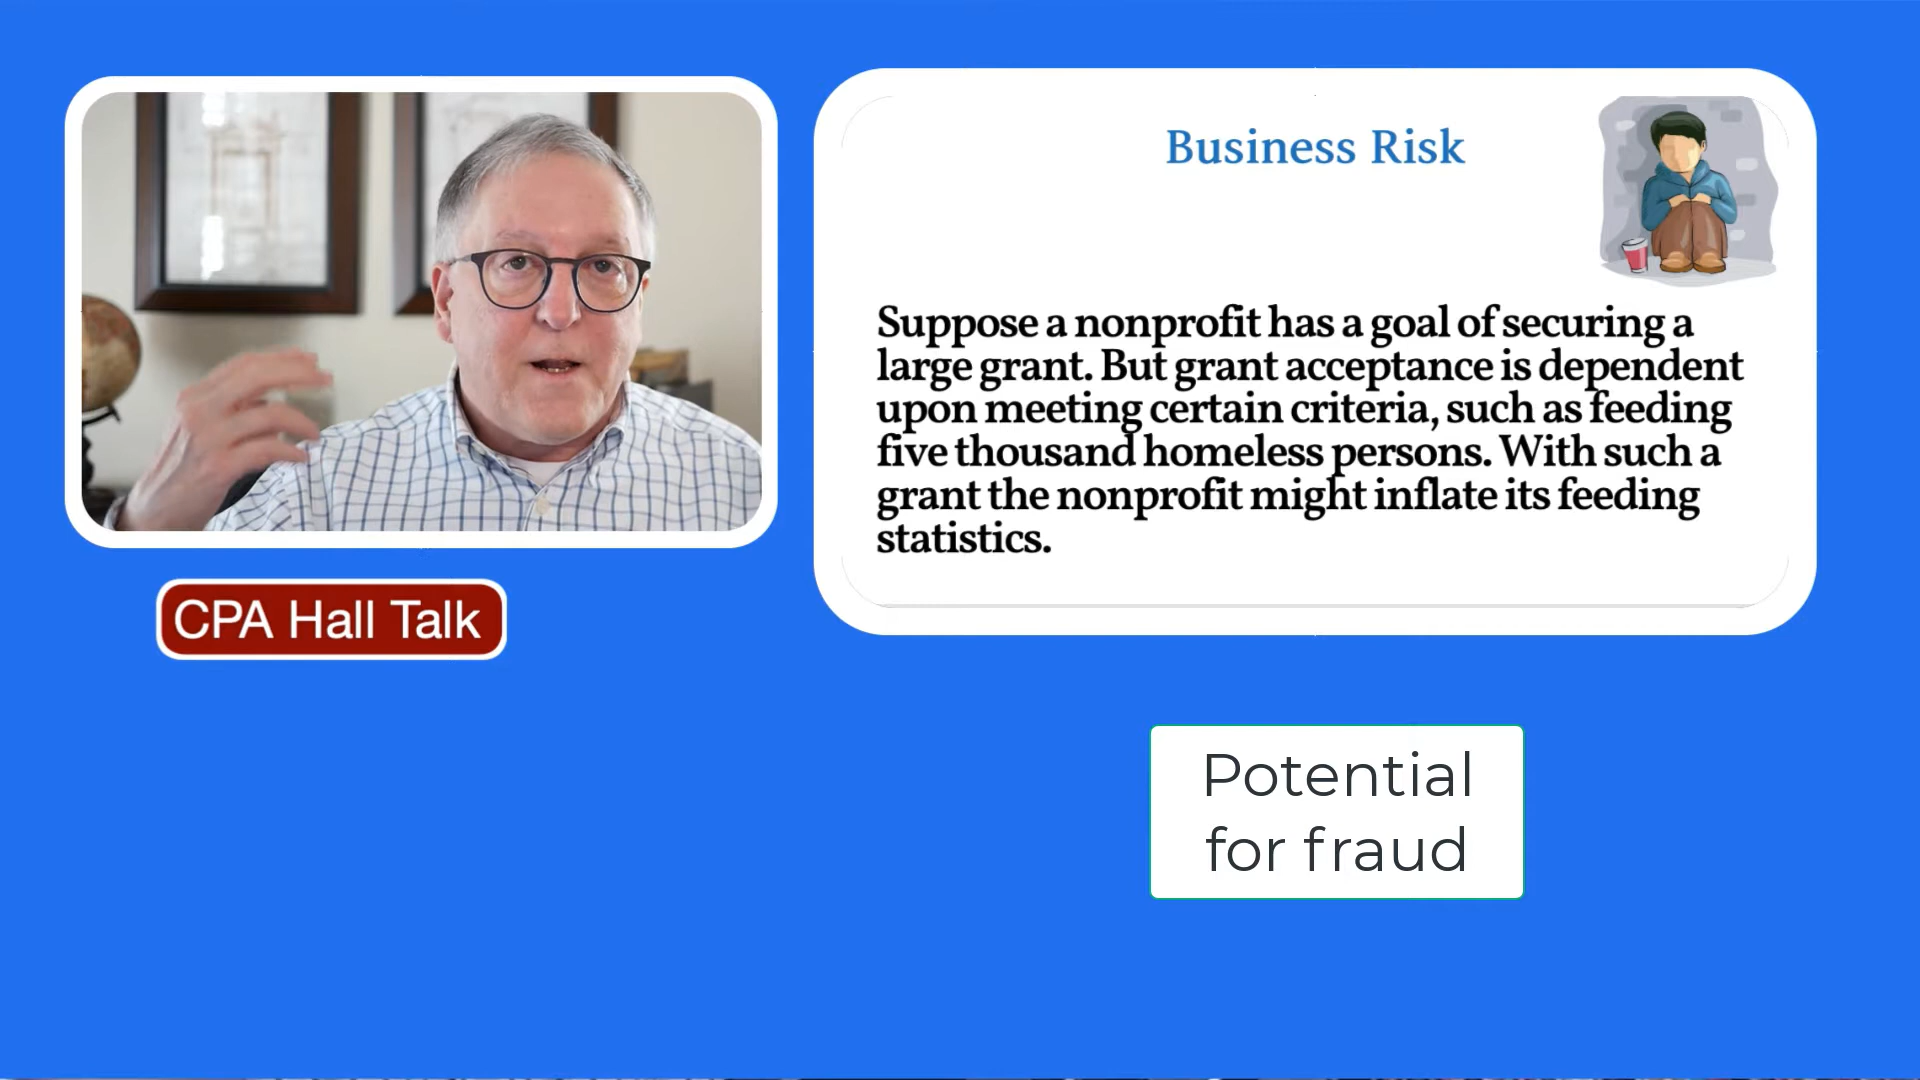 CPA Hall Talk
Business Risk
Suppose a nonprofit has a goal of securing a
large grant. But grant acceptance is dependent
upon meeting certain criteria, such as feeding
five thousand homeless persons. With such a
grant the nonprofit might inflate its feeding
statistics.
Potential
for fraud